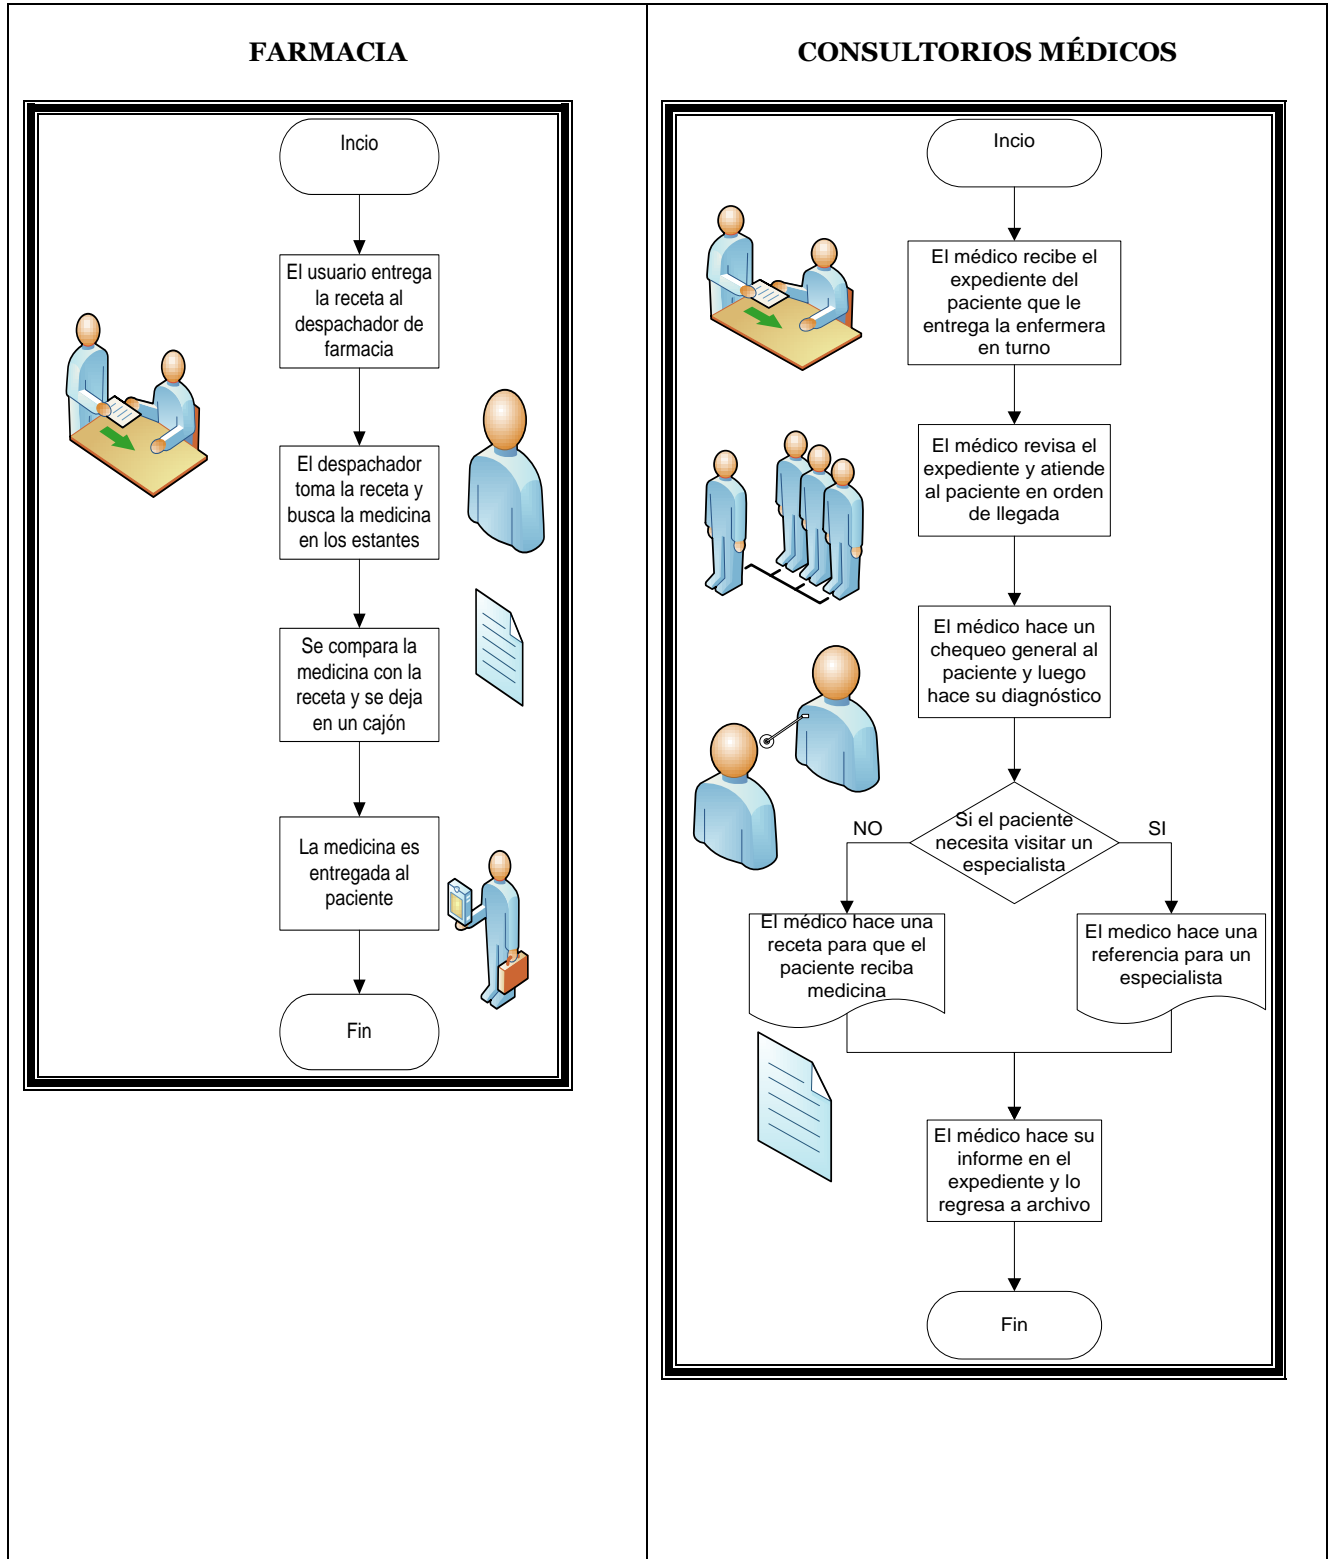 FARMACIA
Incio
El usuario entrega
la receta al
despachador de
farmacia
El despachador
toma la receta y
busca la medicina
en los estantes
Se compara la
medicina con la
receta y se deja
en un cajón
La medicina es
entregada al
paciente
Fin
CONSULTORIOS MÉDICOS
Incio
El médico recibe el
expediente del
paciente que le
entrega la enfermera
en turno
El médico revisa el
expediente y atiende
al paciente en orden
de llegada
El médico hace un
chequeo general al
paciente y luego
hace su diagnóstico
Si el paciente
necesita visitar un
especialista
NO
SI
El médico hace una
receta para que el
paciente reciba
medicina
El medico hace una
referencia para un
especialista
El médico hace su
informe en el
expediente y lo
regresa a archivo
Fin